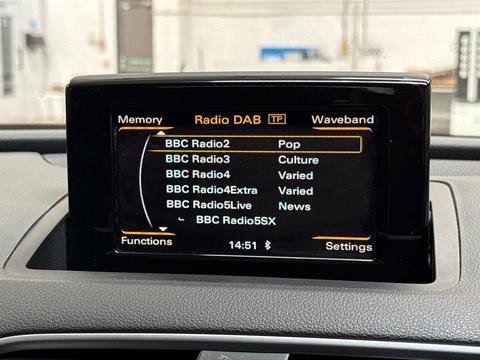 Memory Radio DAB TP Waveband
BBC Radio2 Pop
BBC Radio3 Culture
BBC Radio4 Varied
BBC Radio4Extra Varied
BBC Radio5Live News
BBC Radio5SX
Functions 14:51 Settings